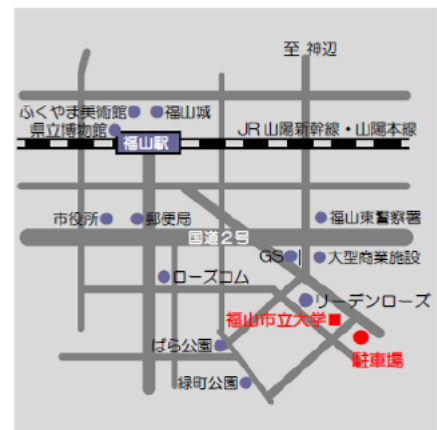 至 神辺
ふくやま美術館
福山城
県立博物館
福山駅
JR 山陽新幹線・山陽本線
市役所
郵便局
福山東警察署
国道2号
GS
大型商業施設
ローズコム
リーデンローズ
福山市立大学
ばら公園
駐車場
緑町公園